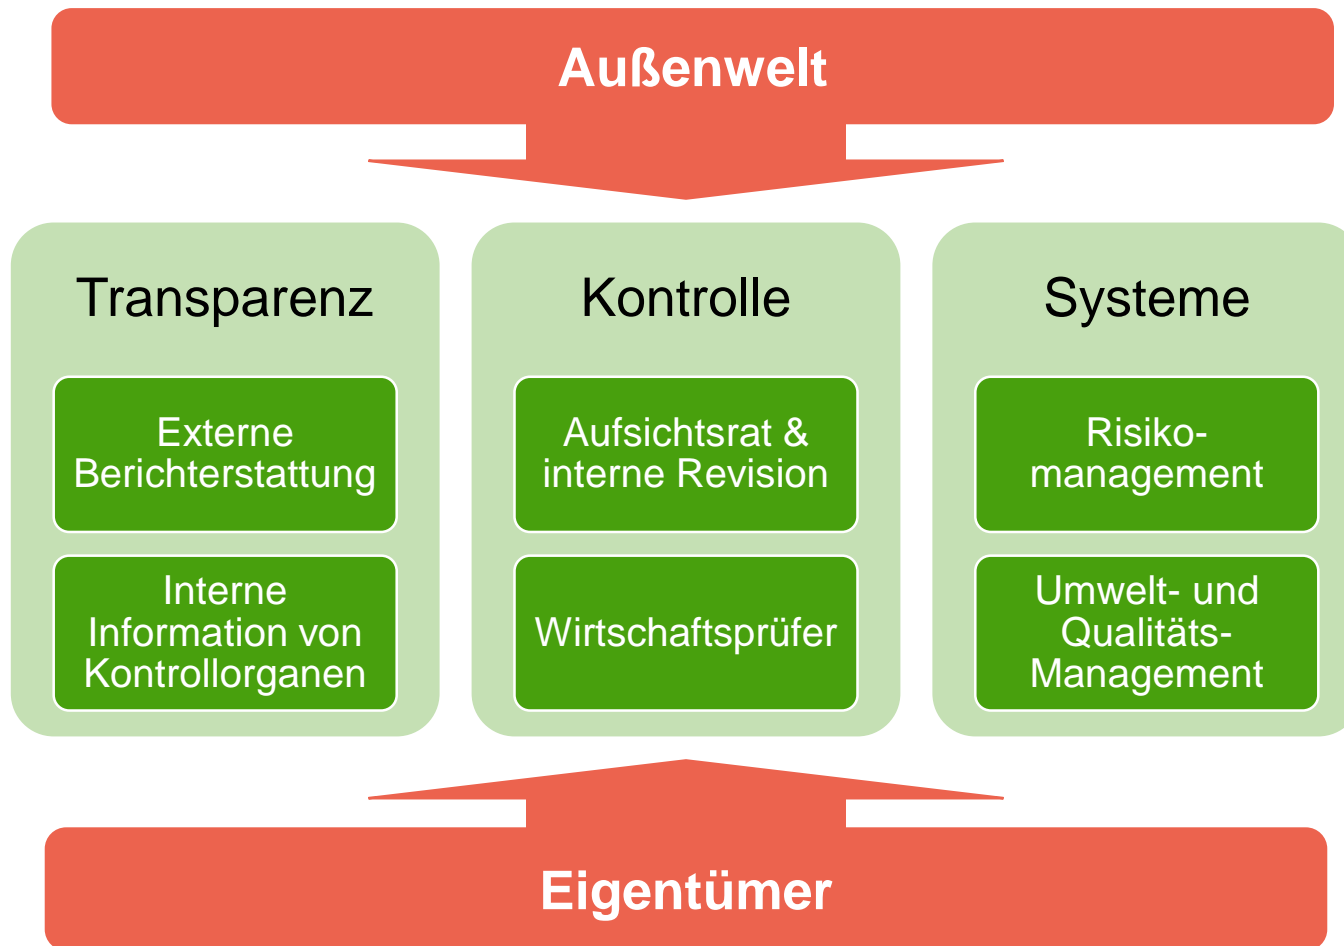 Außenwelt
Transparenz
Externe
Berichterstattung
Interne
Information von
Kontrollorganen
Kontrolle
Aufsichtsrat &
interne Revision
Wirtschaftsprüfer
Systeme
Risiko-
management
Umwelt- und
Qualitäts-
Management
Eigentümer